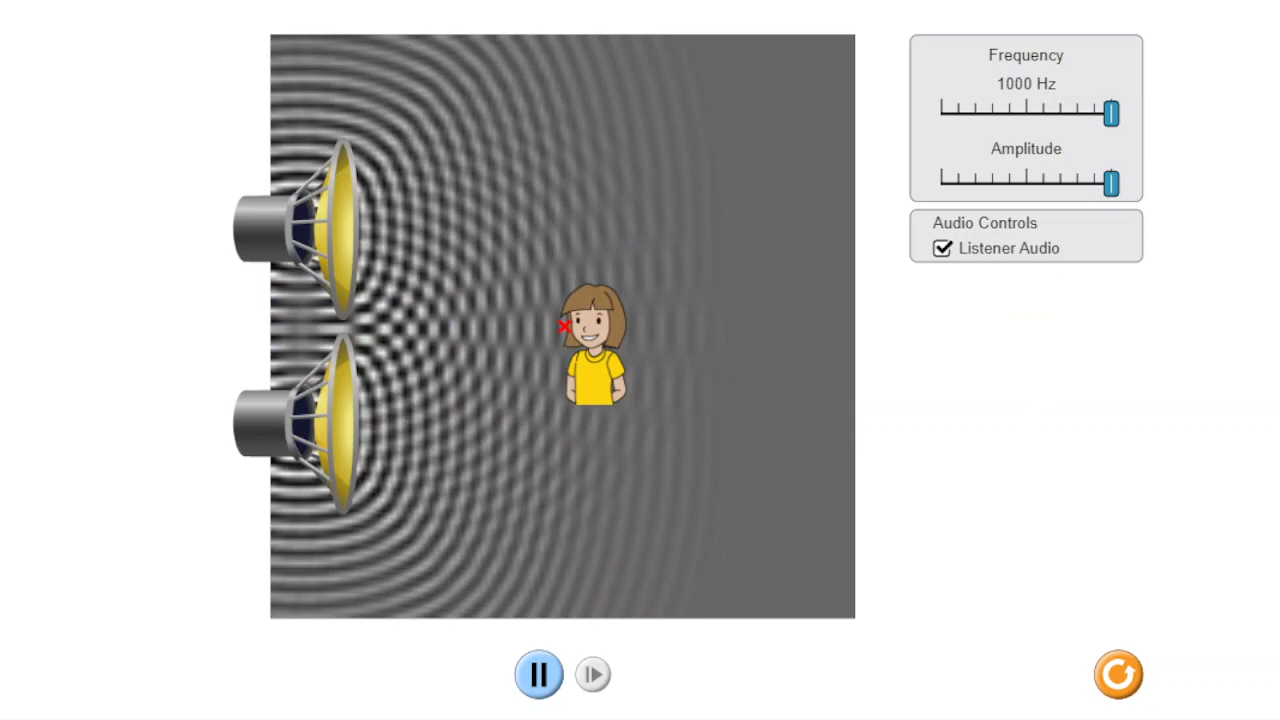 Frequency
1000 Hz
Amplitude
Audio Controls
Listener Audio